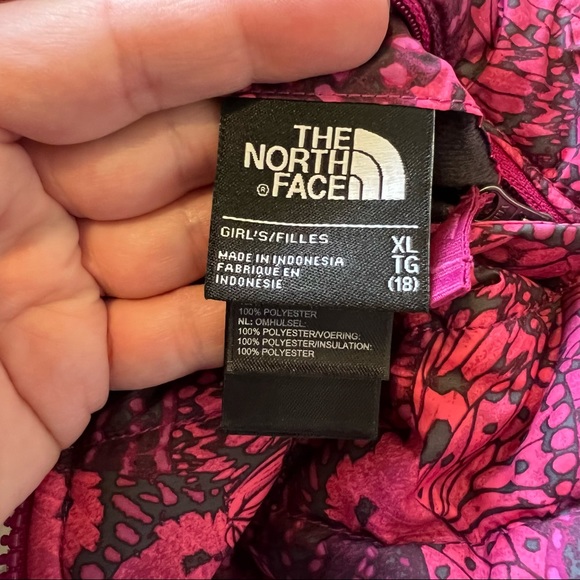 THE
NORTH
FACE
®
GIRL'S/FILLES
XL
TG
(18)
MADE IN INDONESIA
FABRIQUÉ EN
INDONESIE
100% POLYESTER
NL: OMHULSEL:
100% POLYESTER/VOERING:
100% POLYESTER/INSULATION:
100% POLYESTER